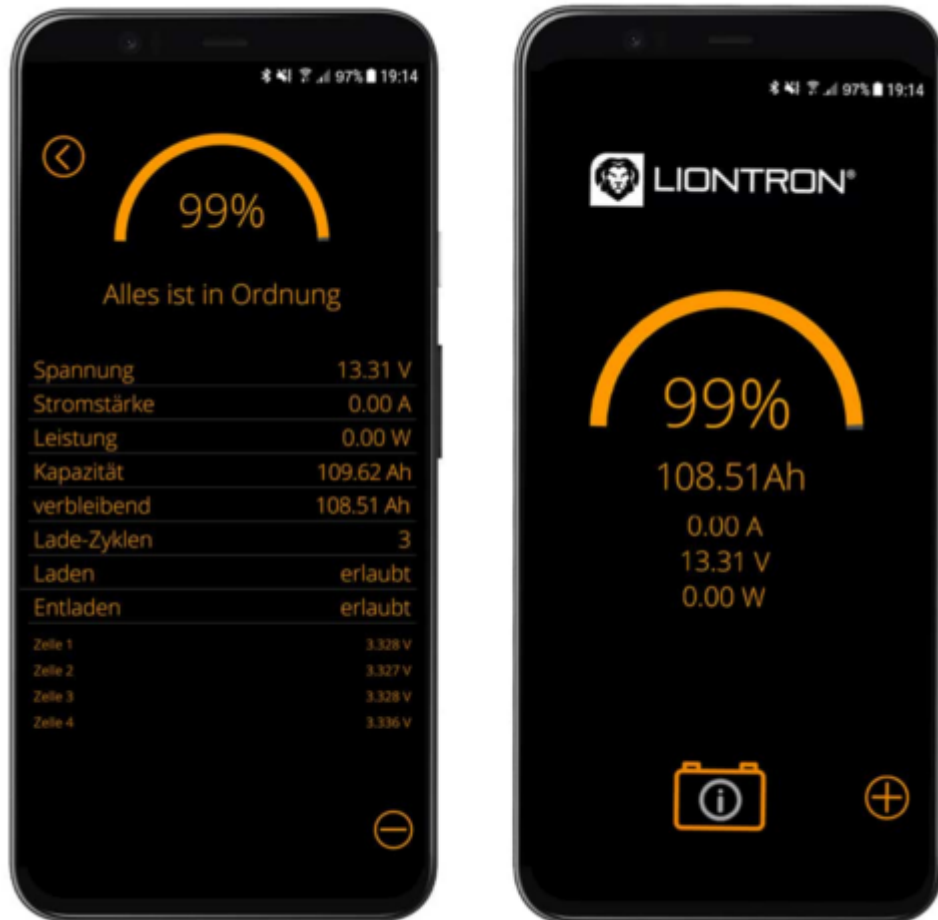 97% 19:14
99%
Alles ist in Ordnung
Spannung 13.31 V
Stromstärke 0.00 A
Leistung 0.00 W
Kapazität 109.62 Ah
verbleibend 108.51 Ah
Lade-Zyklen 3
Laden erlaubt
Entladen erlaubt
Zelle 1 3.328 V
Zelle 2 3.327 V
Zelle 3 3.328 V
Zelle 4 3.336 V
97% 19:14
LIONTRON®
99%
108.51Ah
0.00 A
13.31 V
0.00 W